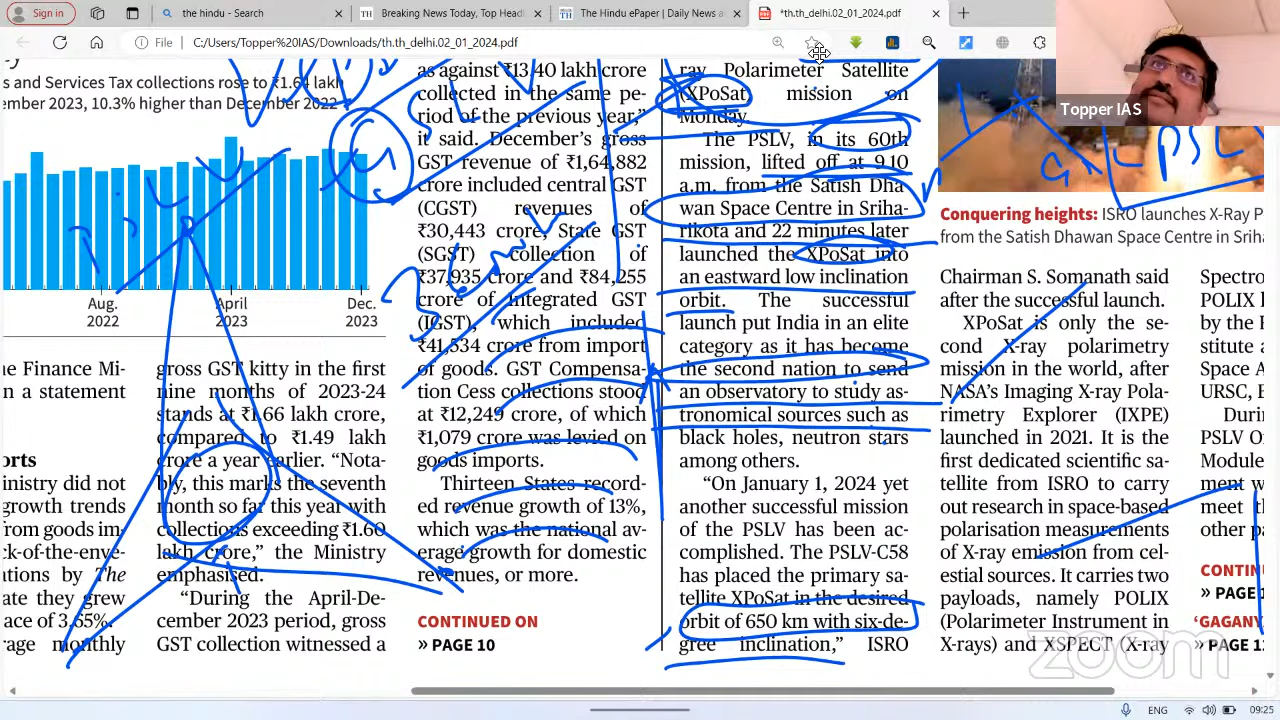 Sign in
the hindu - Search
Breaking News Today, Top Headl
The Hindu ePaper | Daily News a
*th.th_delhi.02_01_2024.pdf
File
C:/Users/Topper%20IAS/Downloads/th.th_delhi.02_01_2024.pdf
Topper IAS
s and Services Tax collections rose to ₹1.64 lakh
ember 2023, 10.3% higher than December 2022
Aug.
2022
April
2023
Dec.
2023
e Finance Mi-
n a statement
orts
inistry did not
growth trends
rom goods im-
ck-of-the-enve-
tions by The
ate they grew
ace of 3.65%.
rage monthly
gross GST kitty in the first
nine months of 2023-24
stands at ₹1.66 lakh crore,
compared to ₹1.49 lakh
crore a year earlier. “Nota-
bly, this marks the seventh
month so far this year with
collections exceeding ₹1.60
lakh crore,” the Ministry
emphasised.
“During the April-De-
cember 2023 period, gross
GST collection witnessed a
as against ₹13.40 lakh crore
collected in the same pe-
riod of the previous year,”
it said. December’s gross
GST revenue of ₹1,64,882
crore included central GST
(CGST) revenues of
₹30,443 crore, State GST
(SGST) collection of
₹37,935 crore and ₹84,255
crore of Integrated GST
(IGST), which included
₹41,534 crore from import
of goods. GST Compensa-
tion Cess collections stood
at ₹12,249 crore, of which
₹1,079 crore was levied on
goods imports.
Thirteen States record-
ed revenue growth of 13%,
which was the national av-
erage growth for domestic
revenues, or more.
CONTINUED ON
» PAGE 10
ray Polarimeter Satellite
(XPoSat) mission on
Monday.
The PSLV, in its 60th
mission, lifted off at 9.10
a.m. from the Satish Dha-
wan Space Centre in Sriha-
rikota and 22 minutes later
launched the XPoSat into
an eastward low inclination
orbit. The successful
launch put India in an elite
category as it has become
the second nation to send
an observatory to study as-
tronomical sources such as
black holes, neutron stars
among others.
“On January 1, 2024 yet
another successful mission
of the PSLV has been ac-
complished. The PSLV-C58
has placed the primary sa-
tellite XPoSat in the desired
orbit of 650 km with six-de-
gree inclination,” ISRO
Conquering heights: ISRO launches X-Ray P
from the Satish Dhawan Space Centre in Srih
Chairman S. Somanath said
after the successful launch.
XPoSat is only the se-
cond X-ray polarimetry
mission in the world, after
NASA’s Imaging X-ray Pola-
rimetry Explorer (IXPE)
launched in 2021. It is the
first dedicated scientific sa-
tellite from ISRO to carry
out research in space-based
polarisation measurements
of X-ray emission from cel-
estial sources. It carries two
payloads, namely POLIX
(Polarimeter Instrument in
X-rays) and XSPECT (X-ray
Spectro
POLIX
by the
stitute
Space A
URSC,
Duri
PSLV O
Module
ment
meet t
other p
CONTIN
» PAGE
‘GAGANY
» PAGE 1
zoom
ENG
09:25